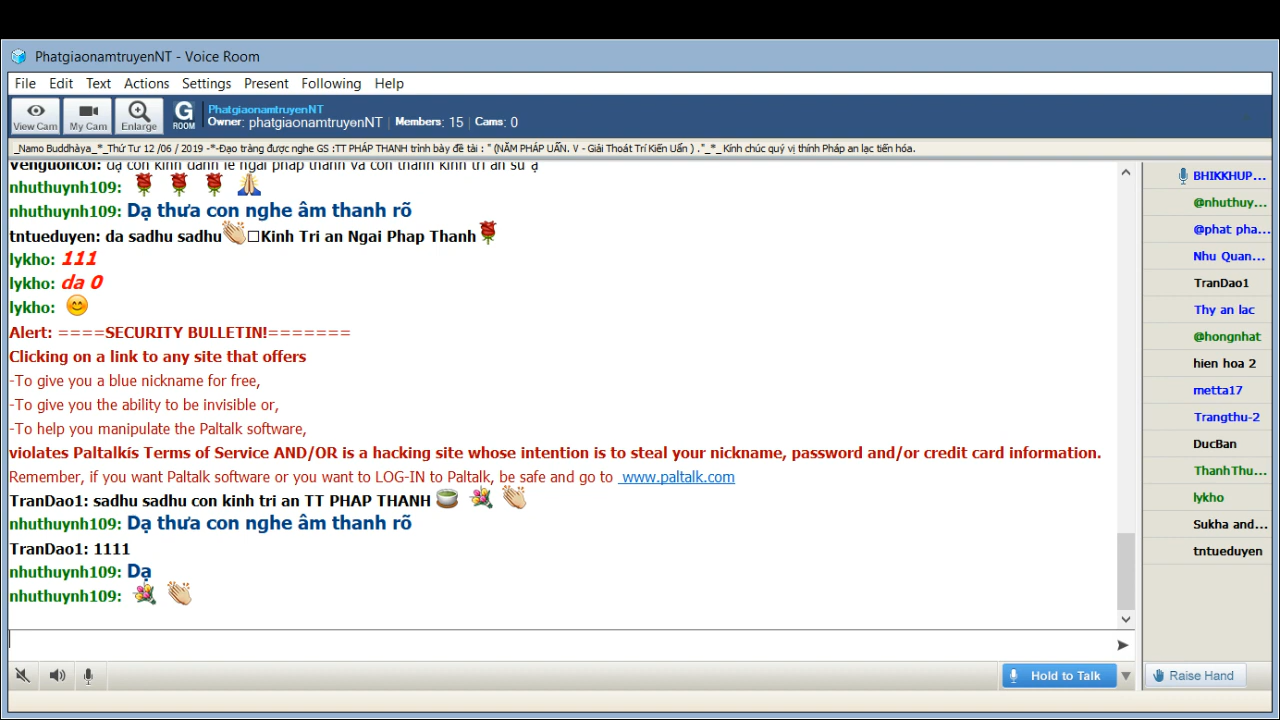 PhatgiaonamtruyenNT - Voice Room
File Edit Text Actions Settings Present Following Help
View Cam
My Cam
Enlarge
G ROOM
PhatgiaonamtruyenNT
Owner: phatgiaonamtruyenNT Members: 15 Cams: 0
_Namo Buddhàya_*_Thứ Tư 12 /06 / 2019 -*-Đạo tràng được nghe GS :TT PHÁP THANH trình bày đề tài : " (NĂM PHÁP UẨN. V - Giải Thoát Trí Kiến Uẩn ) ."_*_ Kính chúc quý vị thính Pháp an lạc tiến hóa.
nhuthuynh109:
nhuthuynh109: Dạ thưa con nghe âm thanh rõ
tntueduyen: da sadhu sadhu Kinh Tri an Ngai Phap Thanh
lykho: 111
lykho: da 0
lykho:
Alert: ====SECURITY BULLETIN!=======
Clicking on a link to any site that offers
-To give you a blue nickname for free,
-To give you the ability to be invisible or,
-To help you manipulate the Paltalk software,
violates Paltalkís Terms of Service AND/OR is a hacking site whose intention is to steal your nickname, password and/or credit card information.
Remember, if you want Paltalk software or you want to LOG-IN to Paltalk, be safe and go to www.paltalk.com
TranDao1: sadhu sadhu con kinh tri an TT PHAP THANH
nhuthuynh109: Dạ thưa con nghe âm thanh rõ
TranDao1: 1111
nhuthuynh109: Dạ
nhuthuynh109:
Hold to Talk
BHIKKHUP...
@nhuthuy...
@phat pha...
Nhu Quan...
TranDao1
Thy an lac
@hongnhat
hien hoa 2
metta17
Trangthu-2
DucBan
ThanhThu...
lykho
Sukha and...
tntueduyen
Raise Hand